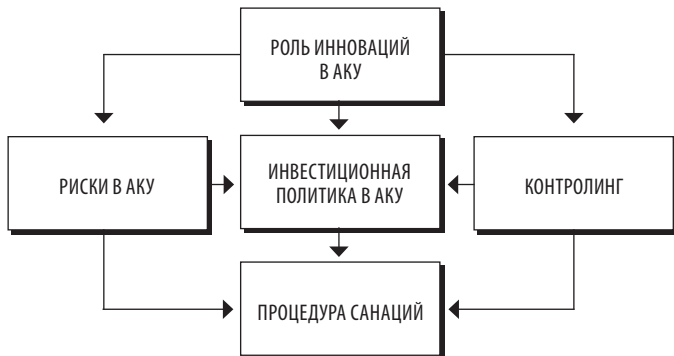 РОЛЬ ИННОВАЦИЙ
В АКУ
РИСКИ В АКУ
ИНВЕСТИЦИОННАЯ
ПОЛИТИКА В АКУ
КОНТРОЛИНГ
ПРОЦЕДУРА САНАЦИЙ